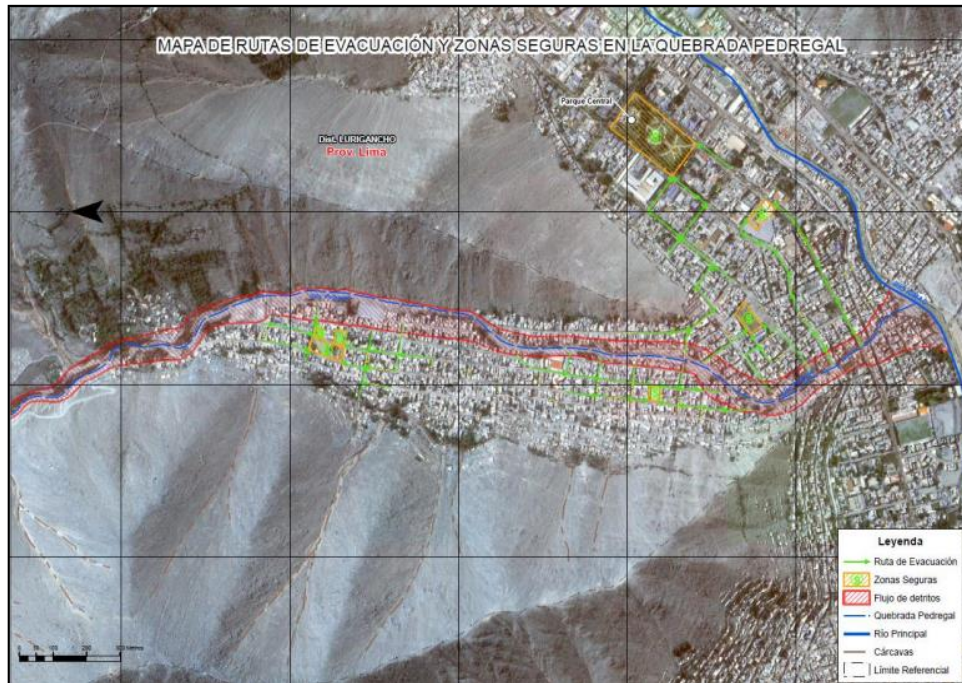 MAPA DE RUTAS DE EVACUACIÓN Y ZONAS SEGURAS EN LA QUEBRADA PEDREGAL
Parque Central
Dist. LURIGANCHO
Prov. Lima
Leyenda
Ruta de Evacuación
Zonas Seguras
Flujo de detritos
Quebrada Pedregal
Río Principal
Cárcavas
Límite Referencial